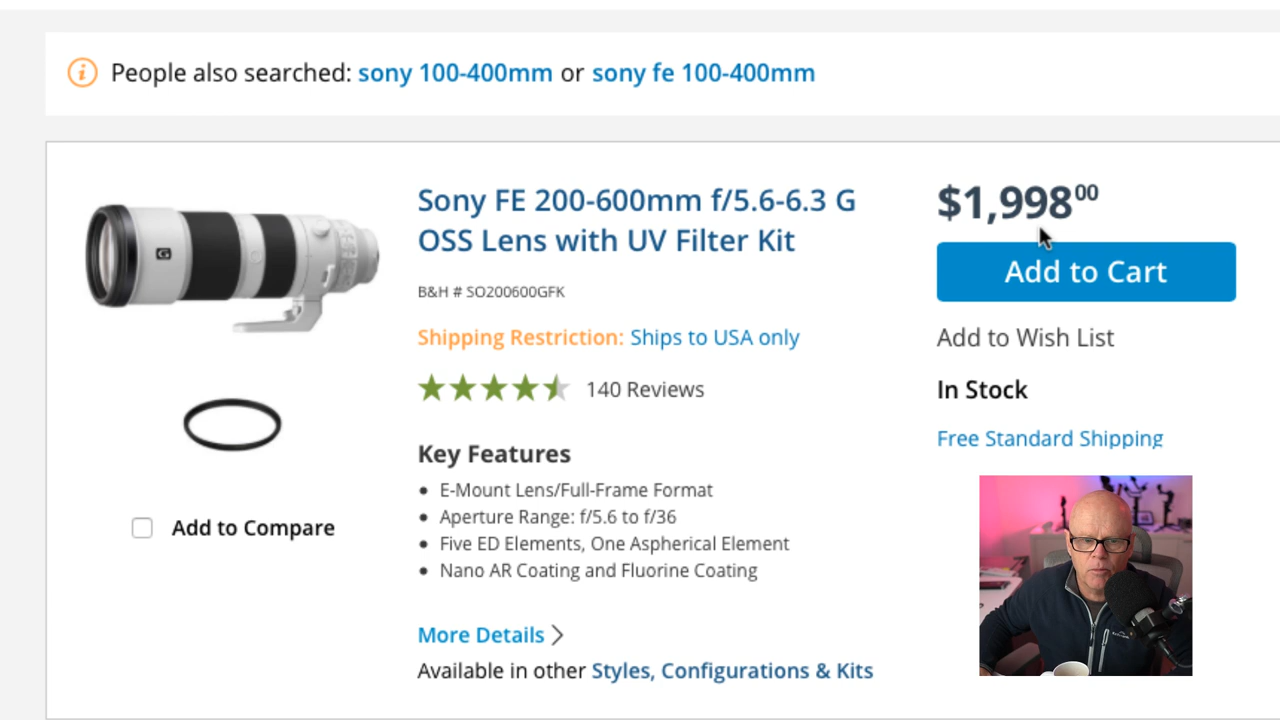 People also searched: sony 100-400mm or sony fe 100-400mm
Sony FE 200-600mm f/5.6-6.3 G
OSS Lens with UV Filter Kit
B&H # SO200600GFK
Shipping Restriction: Ships to USA only
140 Reviews
Key Features
• E-Mount Lens/Full-Frame Format
• Aperture Range: f/5.6 to f/36
• Five ED Elements, One Aspherical Element
• Nano AR Coating and Fluorine Coating
More Details >
Available in other Styles, Configurations & Kits
G
Add to Compare
$1,99800
Add to Cart
Add to Wish List
In Stock
Free Standard Shipping